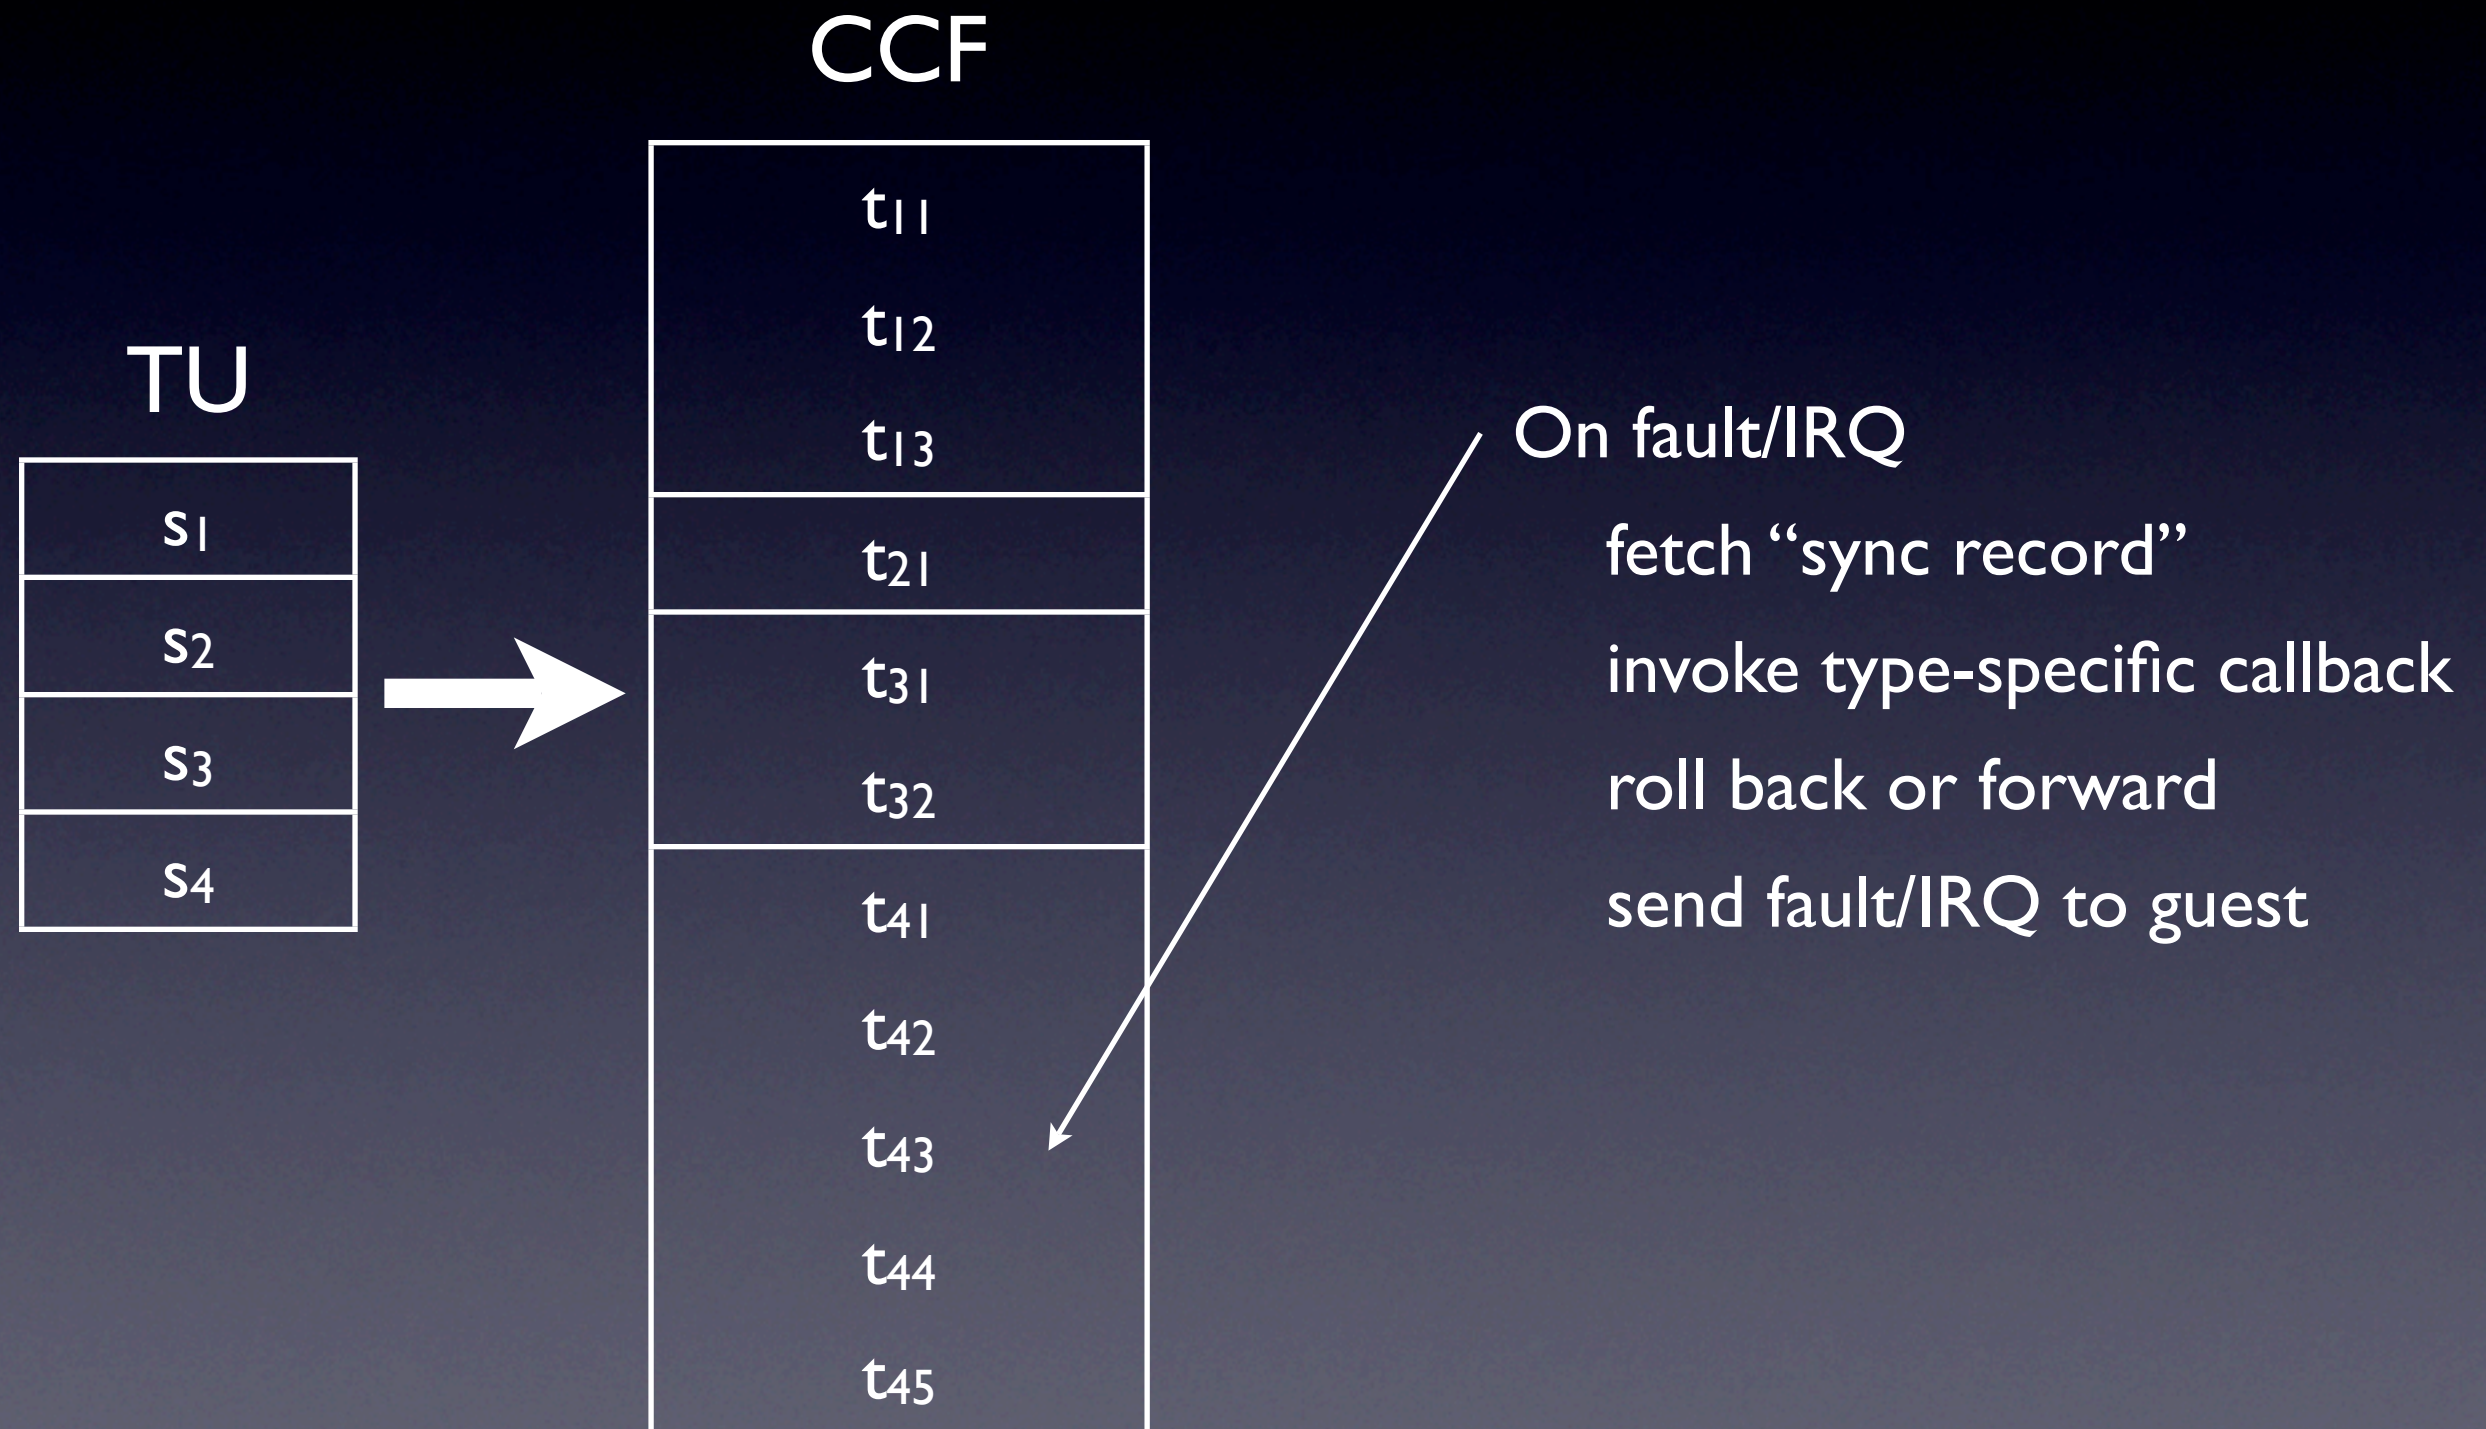 CCF
t11
t12
t13
t21
t31
t32
t41
t42
t43
t44
t45
TU
s1
s2
s3
s4
On fault/IRQ
fetch “sync record”
invoke type-specific callback
roll back or forward
send fault/IRQ to guest